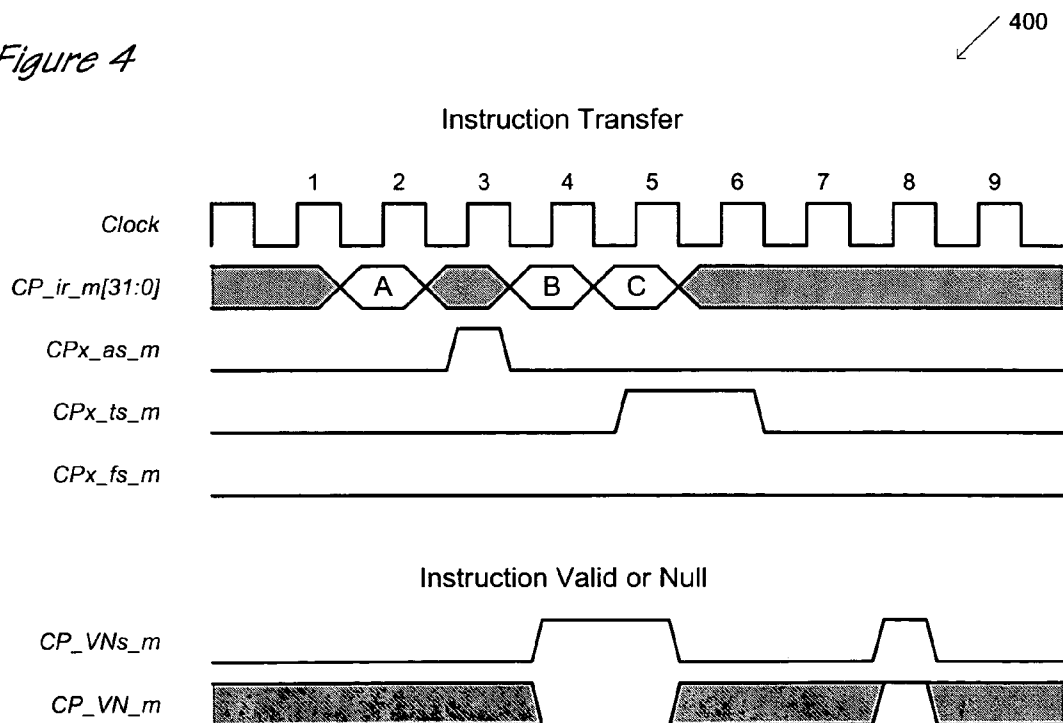 400
Figure 4
Instruction Transfer
1 2 3 4 5 6 7 8 9
Clock
CP_ir_m[31:0] A B C
CPx_as_m
CPx_ts_m
CPx_fs_m
Instruction Valid or Null
CP_VNs_m
CP_VN_m